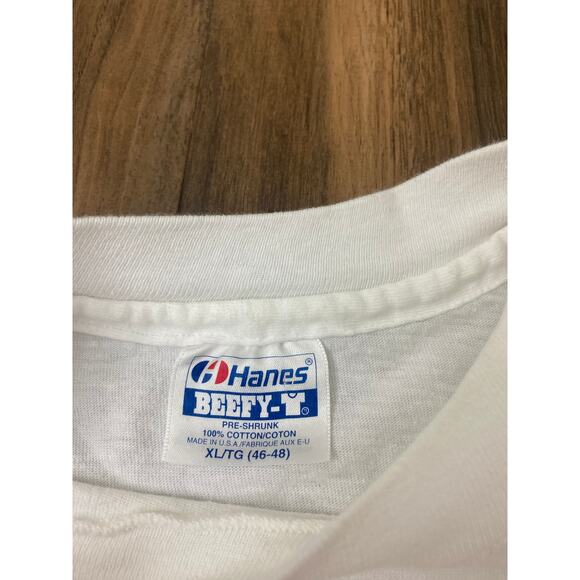 Hanes®
BEEFY-T®
PRE-SHRUNK
100% COTTON/COTON
MADE IN U.S.A./FABRIQUE AUX E-U
XL/TG (46-48)